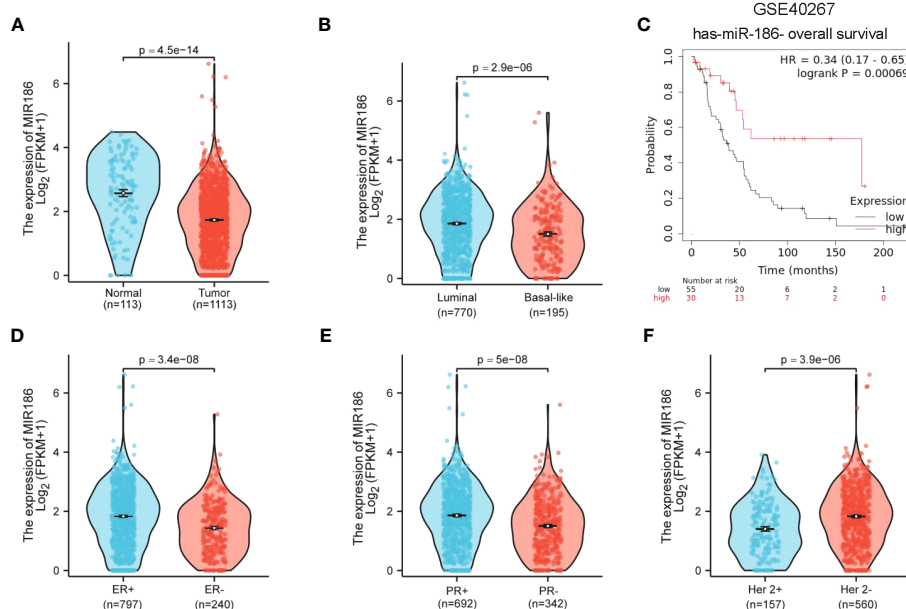 A
p = 4.5e−14
The expression of MIR186
Log2 (FPKM+1)
6
4
2
0
Normal
(n=113)
Tumor
(n=1113)
B
p = 2.9e−06
The expression of MIR186
Log2 (FPKM+1)
6
4
2
0
Luminal
(n=770)
Basal-like
(n=195)
C
GSE40267
has-miR-186- overall survival
HR = 0.34 (0.17 - 0.65)
logrank P = 0.00069
Probability
1.0
0.8
0.6
0.4
0.2
0.0
Expression
low
high
0 50 100 150 200
Time (months)
Number at risk
low 55 20 6 2 1
high 30 13 7 2 0
D
p = 3.4e−08
The expression of MIR186
Log2 (FPKM+1)
6
4
2
0
ER+
(n=797)
ER-
(n=240)
E
p = 5e−08
The expression of MIR186
Log2 (FPKM+1)
6
4
2
0
PR+
(n=692)
PR-
(n=342)
F
p = 3.9e−06
The expression of MIR186
Log2 (FPKM+1)
6
4
2
0
Her 2+
(n=157)
Her 2-
(n=560)